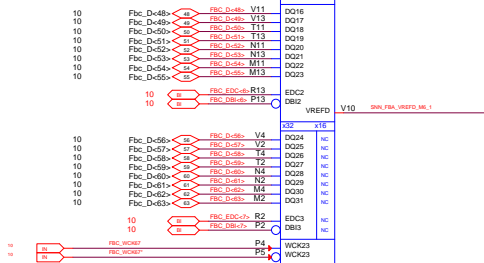 10 Fbc_D<48> 48 FBC_D<48> V11 DQ16
10 Fbc_D<49> 49 FBC_D<49> V13 DQ17
10 Fbc_D<50> 50 FBC_D<50> T11 DQ18
10 Fbc_D<51> 51 FBC_D<51> T13 DQ19
10 Fbc_D<52> 52 FBC_D<52> N11 DQ20
10 Fbc_D<53> 53 FBC_D<53> N13 DQ21
10 Fbc_D<54> 54 FBC_D<54> M11 DQ22
10 Fbc_D<55> 55 FBC_D<55> M13 DQ23
10 BI FBC_EDC<6> R13 EDC2
10 BI FBC_DBI<6> P13 DBI2
VREFD V10 SNN_FBA_VREFD_M6_1
x32 x16
10 Fbc_D<56> 56 FBC_D<56> V4 DQ24 NC
10 Fbc_D<57> 57 FBC_D<57> V2 DQ25 NC
10 Fbc_D<58> 58 FBC_D<58> T4 DQ26 NC
10 Fbc_D<59> 59 FBC_D<59> T2 DQ27 NC
10 Fbc_D<60> 60 FBC_D<60> N4 DQ28 NC
10 Fbc_D<61> 61 FBC_D<61> N2 DQ29 NC
10 Fbc_D<62> 62 FBC_D<62> M4 DQ30 NC
10 Fbc_D<63> 63 FBC_D<63> M2 DQ31 NC
10 BI FBC_EDC<7> R2 EDC3 NC
10 BI FBC_DBI<7> P2 DBI3 NC
10 IN FBC_WCK67 P4 WCK23
10 IN FBC_WCK67* P5 WCK23